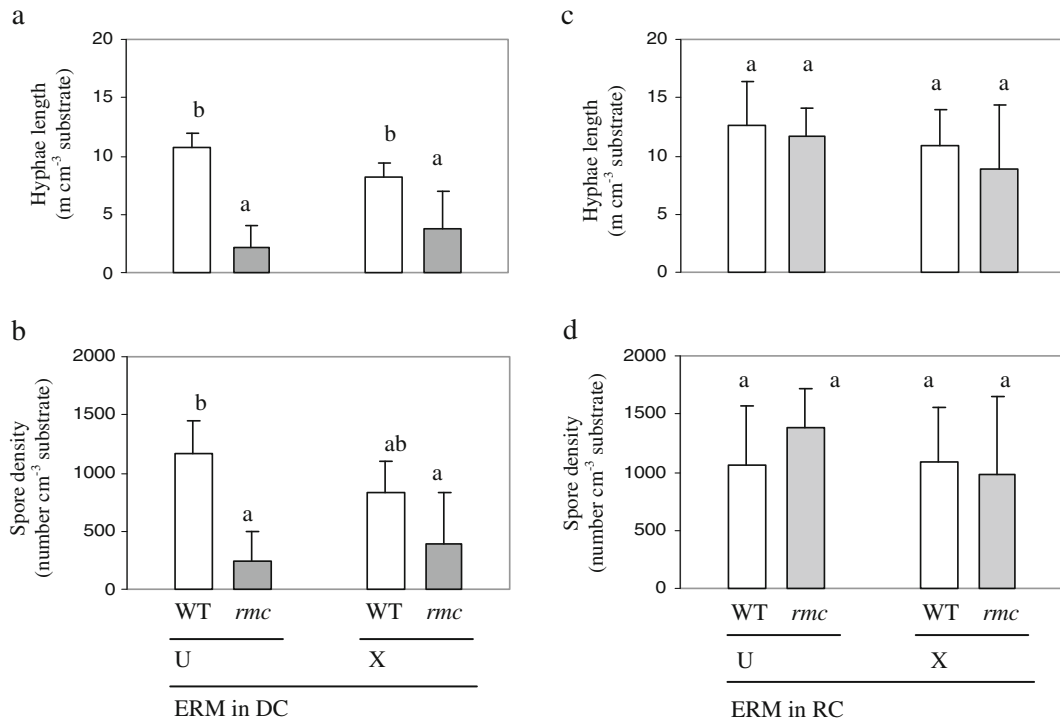 a
20
15
10
5
0
Hyphae length
(m cm⁻³ substrate)
b
a
b
a
b
2000
1500
1000
500
0
Spore density
(number cm⁻³ substrate)
b
a
ab
a
WT rmc WT rmc
U X
ERM in DC
c
20
15
10
5
0
Hyphae length
(m cm⁻³ substrate)
a
a
a
a
d
2000
1500
1000
500
0
Spore density
(number cm⁻³ substrate)
a
a
a
a
WT rmc WT rmc
U X
ERM in RC